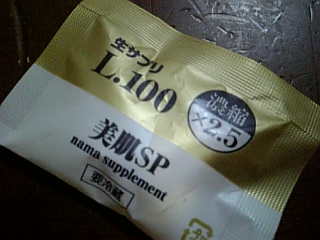 生サプリ
L.100
濃縮
×2.5
美肌SP
nama supplement
要冷蔵